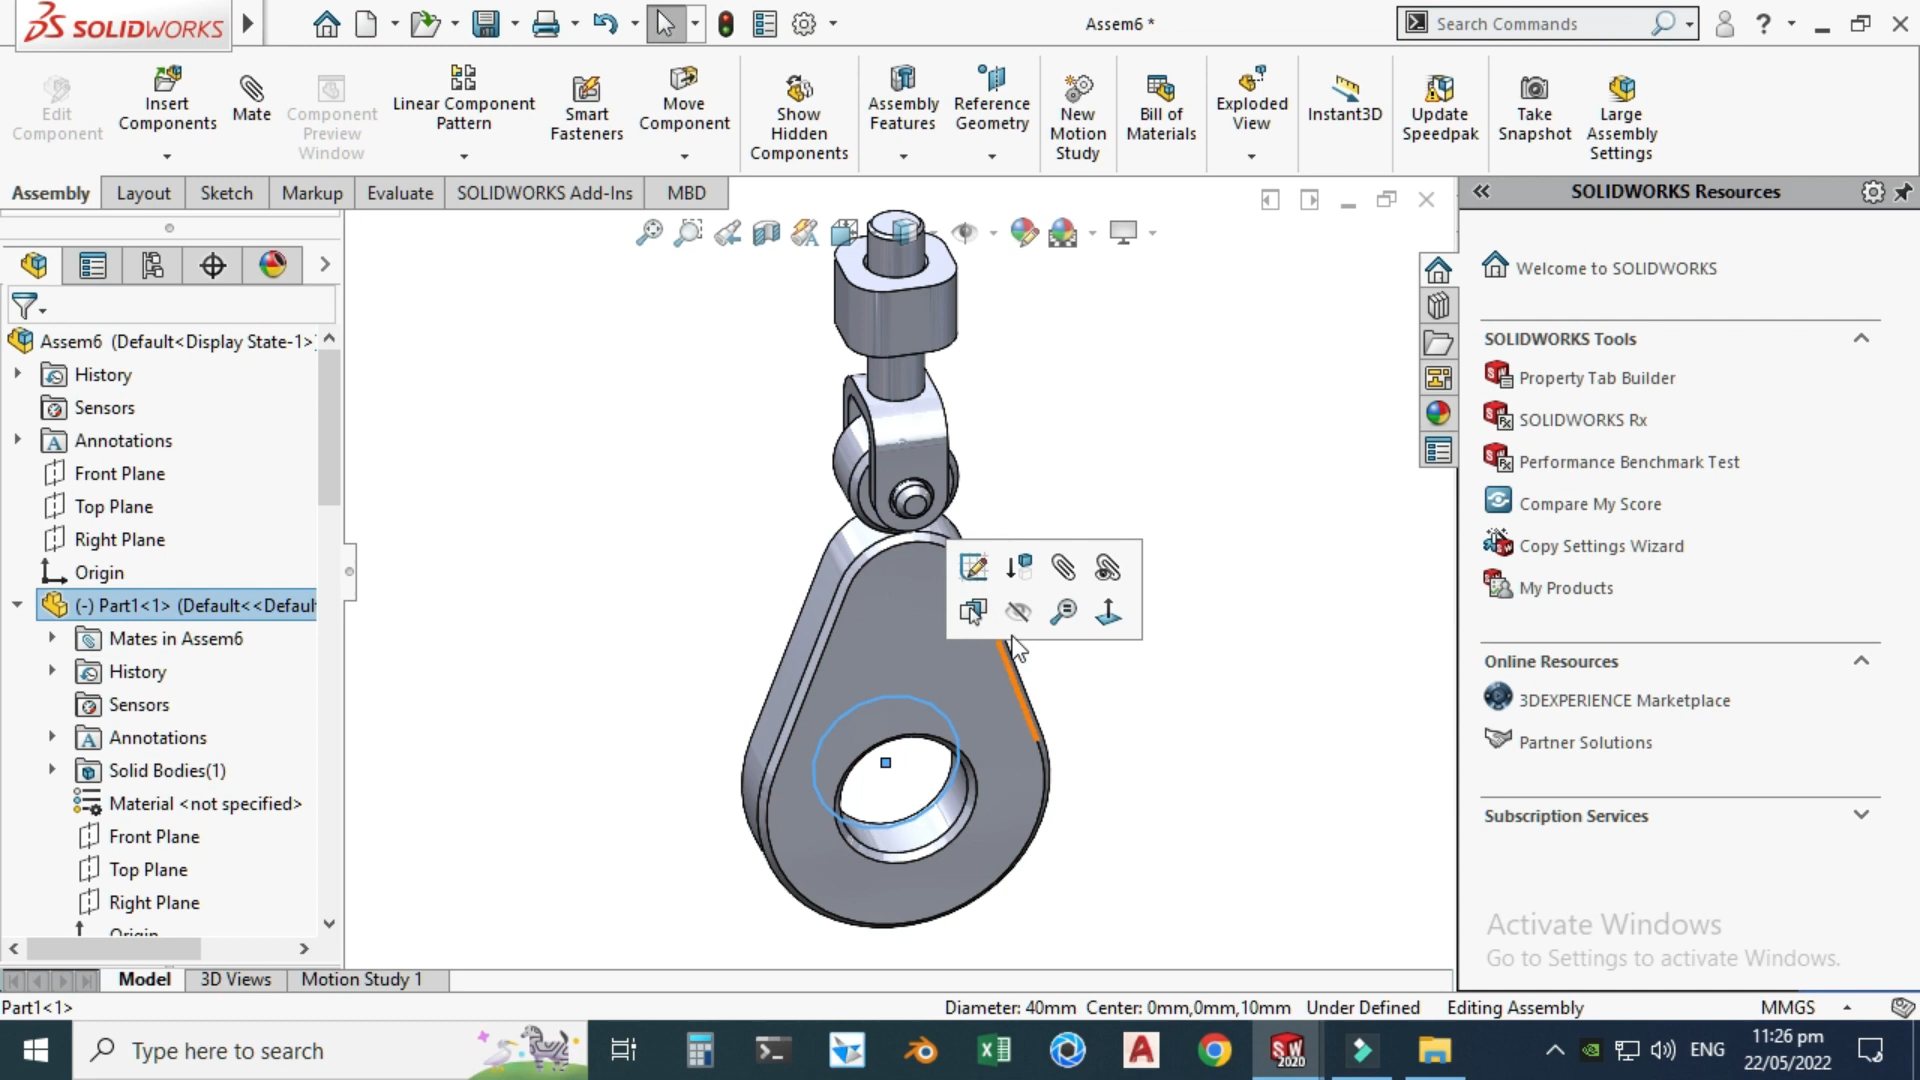 SOLIDWORKS
Assem6 *
Search Commands
?
Edit
Component
Insert
Components
Mate
Component
Preview
Window
Linear Component
Pattern
Smart
Fasteners
Move
Component
Show
Hidden
Components
Assembly
Features
Reference
Geometry
New
Motion
Study
Bill of
Materials
Exploded
View
Instant3D
Update
Speedpak
Take
Snapshot
Large
Assembly
Settings
Assembly
Layout
Sketch
Markup
Evaluate
SOLIDWORKS Add-Ins
MBD
SOLIDWORKS Resources
Assem6 (Default<Display State-1>
History
Sensors
Annotations
Front Plane
Top Plane
Right Plane
Origin
(-) Part1<1> (Default<<Defaul
Mates in Assem6
History
Sensors
Annotations
Solid Bodies(1)
Material <not specified>
Front Plane
Top Plane
Right Plane
Origin
Welcome to SOLIDWORKS
SOLIDWORKS Tools
Property Tab Builder
SOLIDWORKS Rx
Performance Benchmark Test
Compare My Score
Copy Settings Wizard
My Products
Online Resources
3DEXPERIENCE Marketplace
Partner Solutions
Subscription Services
Activate Windows
Go to Settings to activate Windows.
Model
3D Views
Motion Study 1
Part1<1>
Diameter: 40mm Center: 0mm,0mm,10mm
Under Defined
Editing Assembly
MMGS
Type here to search
SW
2020
ENG
11:26 pm
22/05/2022